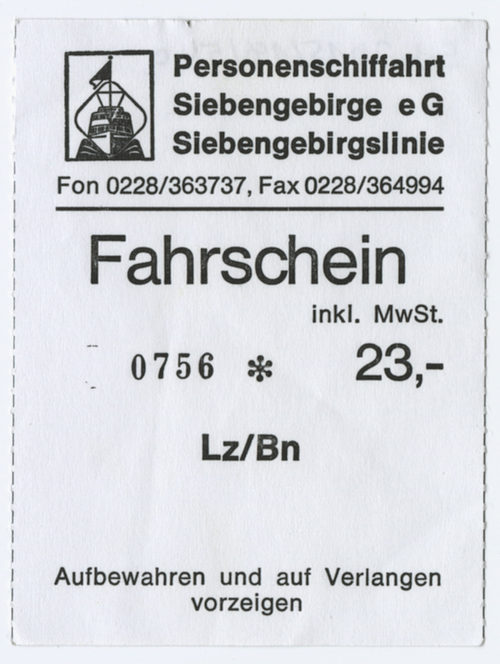 Personenschiffahrt
Siebengebirge eG
Siebengebirgslinie
Fon 0228/363737, Fax 0228/364994
Fahrschein
inkl. MwSt.
0756 * 23,-
Lz/Bn
Aufbewahren und auf Verlangen
vorzeigen